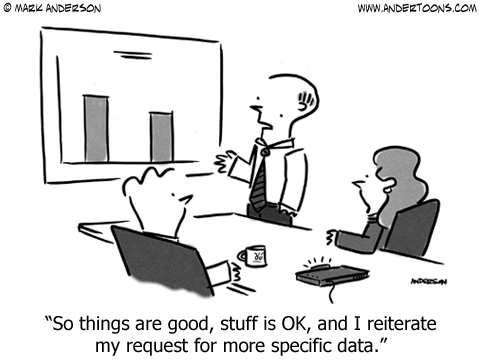 © MARK ANDERSON
WWW.ANDERTOONS.COM
ANDERSON
“So things are good, stuff is OK, and I reiterate
my request for more specific data.”